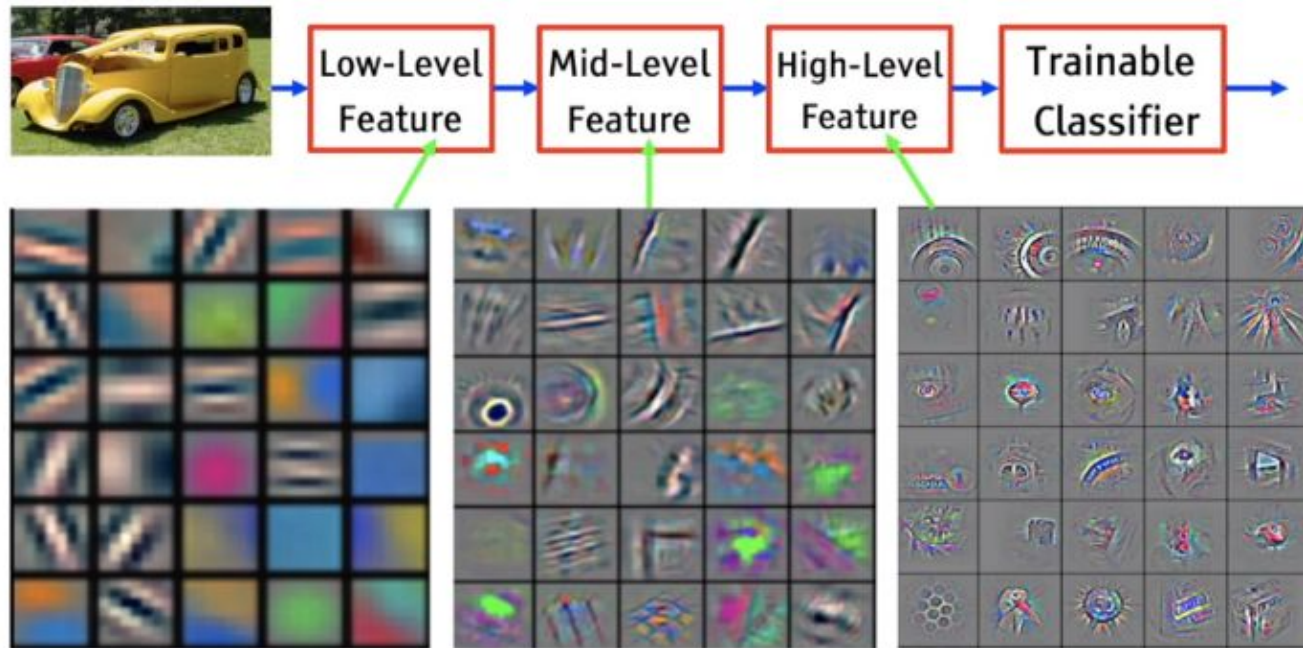 Low-Level
Feature
Mid-Level
Feature
High-Level
Feature
Trainable
Classifier